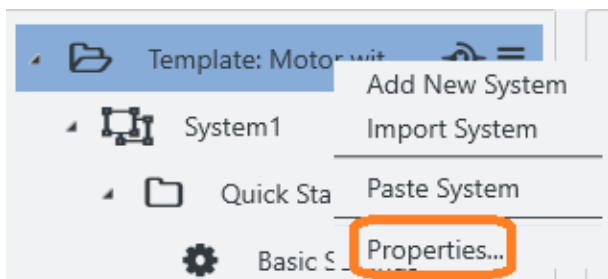 Template: Motor wit
Add New System
System1
Import System
Quick Sta
Paste System
Basic S
Properties...